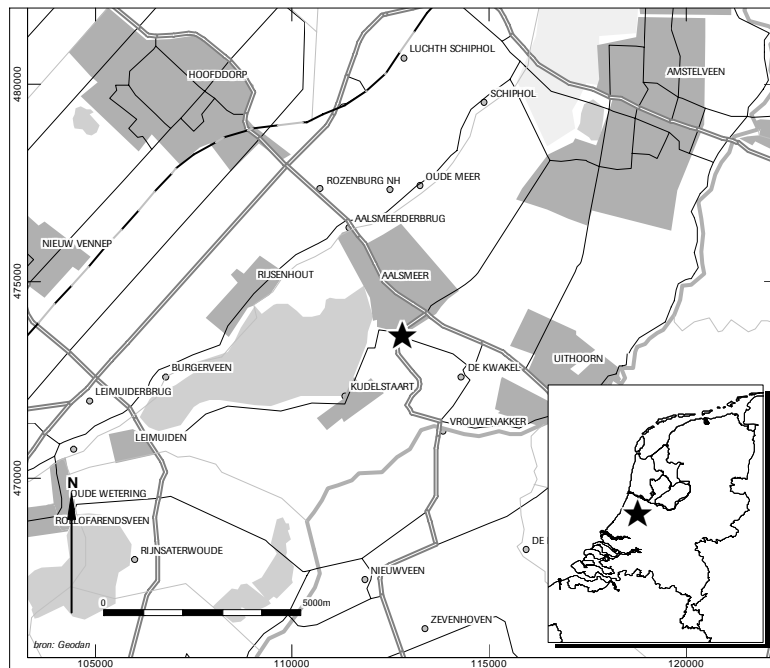 LUCHTH SCHIPHOL
HOOFDDORP
AMSTELVEEN
480000
SCHIPHOL
ROZENBURG NH
OUDE MEER
AALSMEERDERBRUG
NIEUW VENNEP
RIJSENHOUT
AALSMEER
475000
UITHOORN
BURGERVEEN
DE KWAKEL
LEIMUIDERBRUG
KUDELSTAART
VROUWENAKKER
LEIMUIDEN
470000
N
OUDE WETERING
ROELOFARENDSVEEN
DE
RIJNSATERWOUDE
NIEUWVEEN
0 5000m
ZEVENHOVEN
bron: Geodan
105000 110000 115000 120000